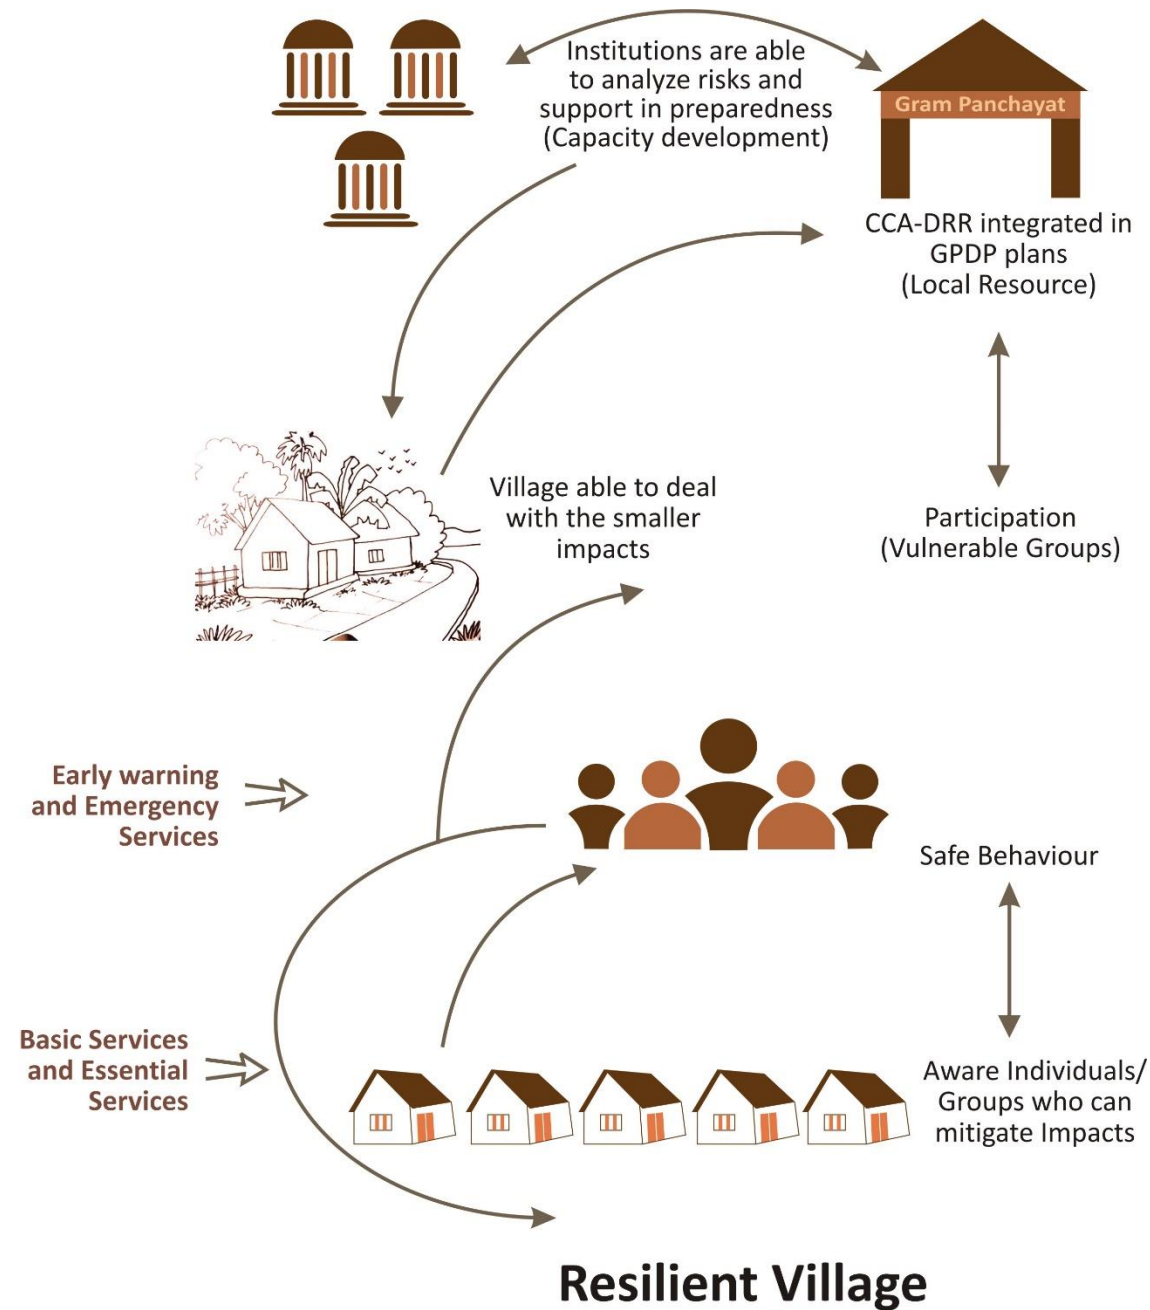 Institutions are able
to analyze risks and
support in preparedness
(Capacity development)
Gram Panchayat
CCA-DRR integrated in
GPDP plans
(Local Resource)
Village able to deal
with the smaller
impacts
Participation
(Vulnerable Groups)
Early warning
and Emergency
Services
Safe Behaviour
Basic Services
and Essential
Services
Aware Individuals/
Groups who can
mitigate Impacts
Resilient Village